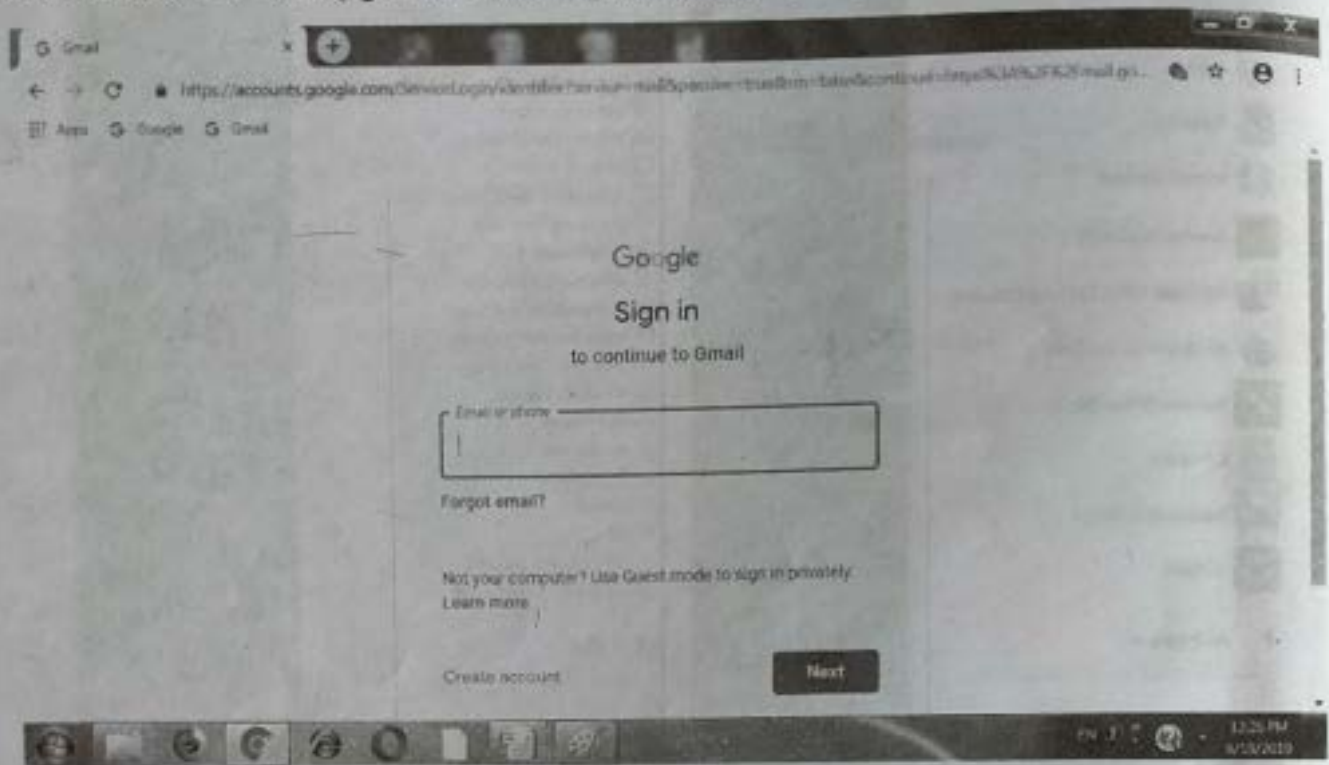 G Gmail
https://accounts.google.com/ServiceLogin/identifier?service=mail&passive=true&rm=false&continue=https%3A%2F%2Fmail.go...
Apps G Google G Gmail
Google
Sign in
to continue to Gmail
Email or phone
Forgot email?
Not your computer? Use Guest mode to sign in privately.
Learn more
Create account
Next
EN
12:26 PM